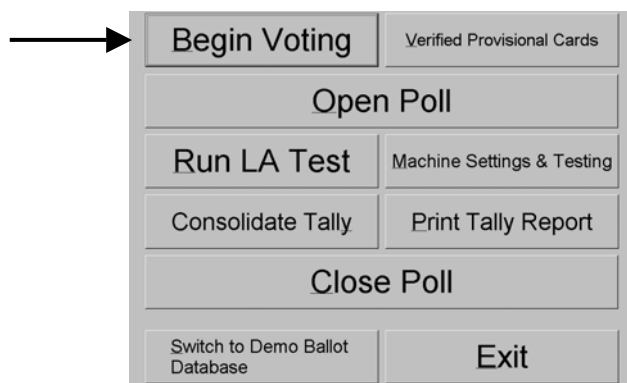 Begin Voting
Verified Provisional Cards
Open Poll
Run LA Test
Machine Settings & Testing
Consolidate Tally
Print Tally Report
Close Poll
Switch to Demo Ballot
Database
Exit